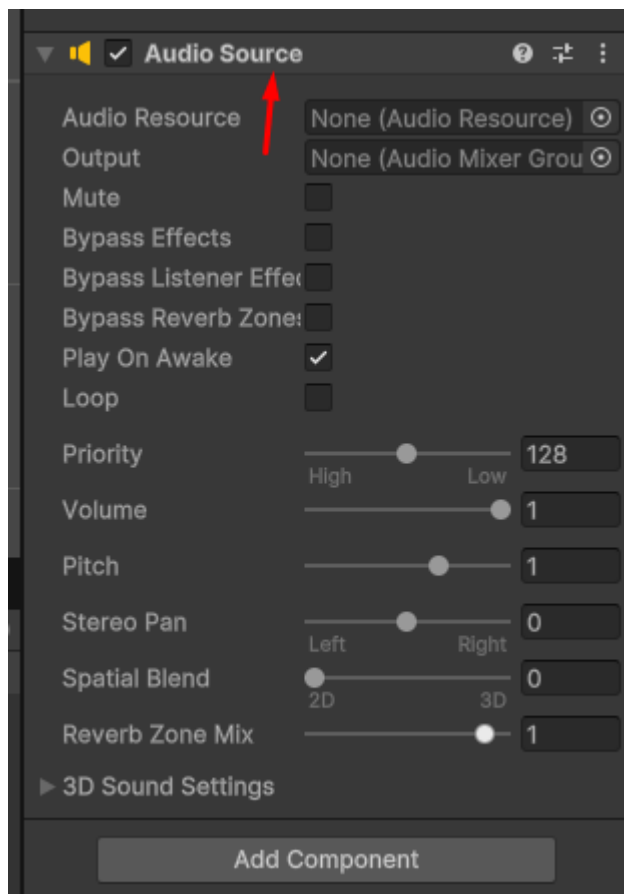 Audio Source
Audio Resource None (Audio Resource)
Output None (Audio Mixer Grou
Mute
Bypass Effects
Bypass Listener Effec
Bypass Reverb Zones
Play On Awake
Loop
Priority 128
High Low
Volume 1
Pitch 1
Stereo Pan 0
Left Right
Spatial Blend 0
2D 3D
Reverb Zone Mix 1
3D Sound Settings
Add Component